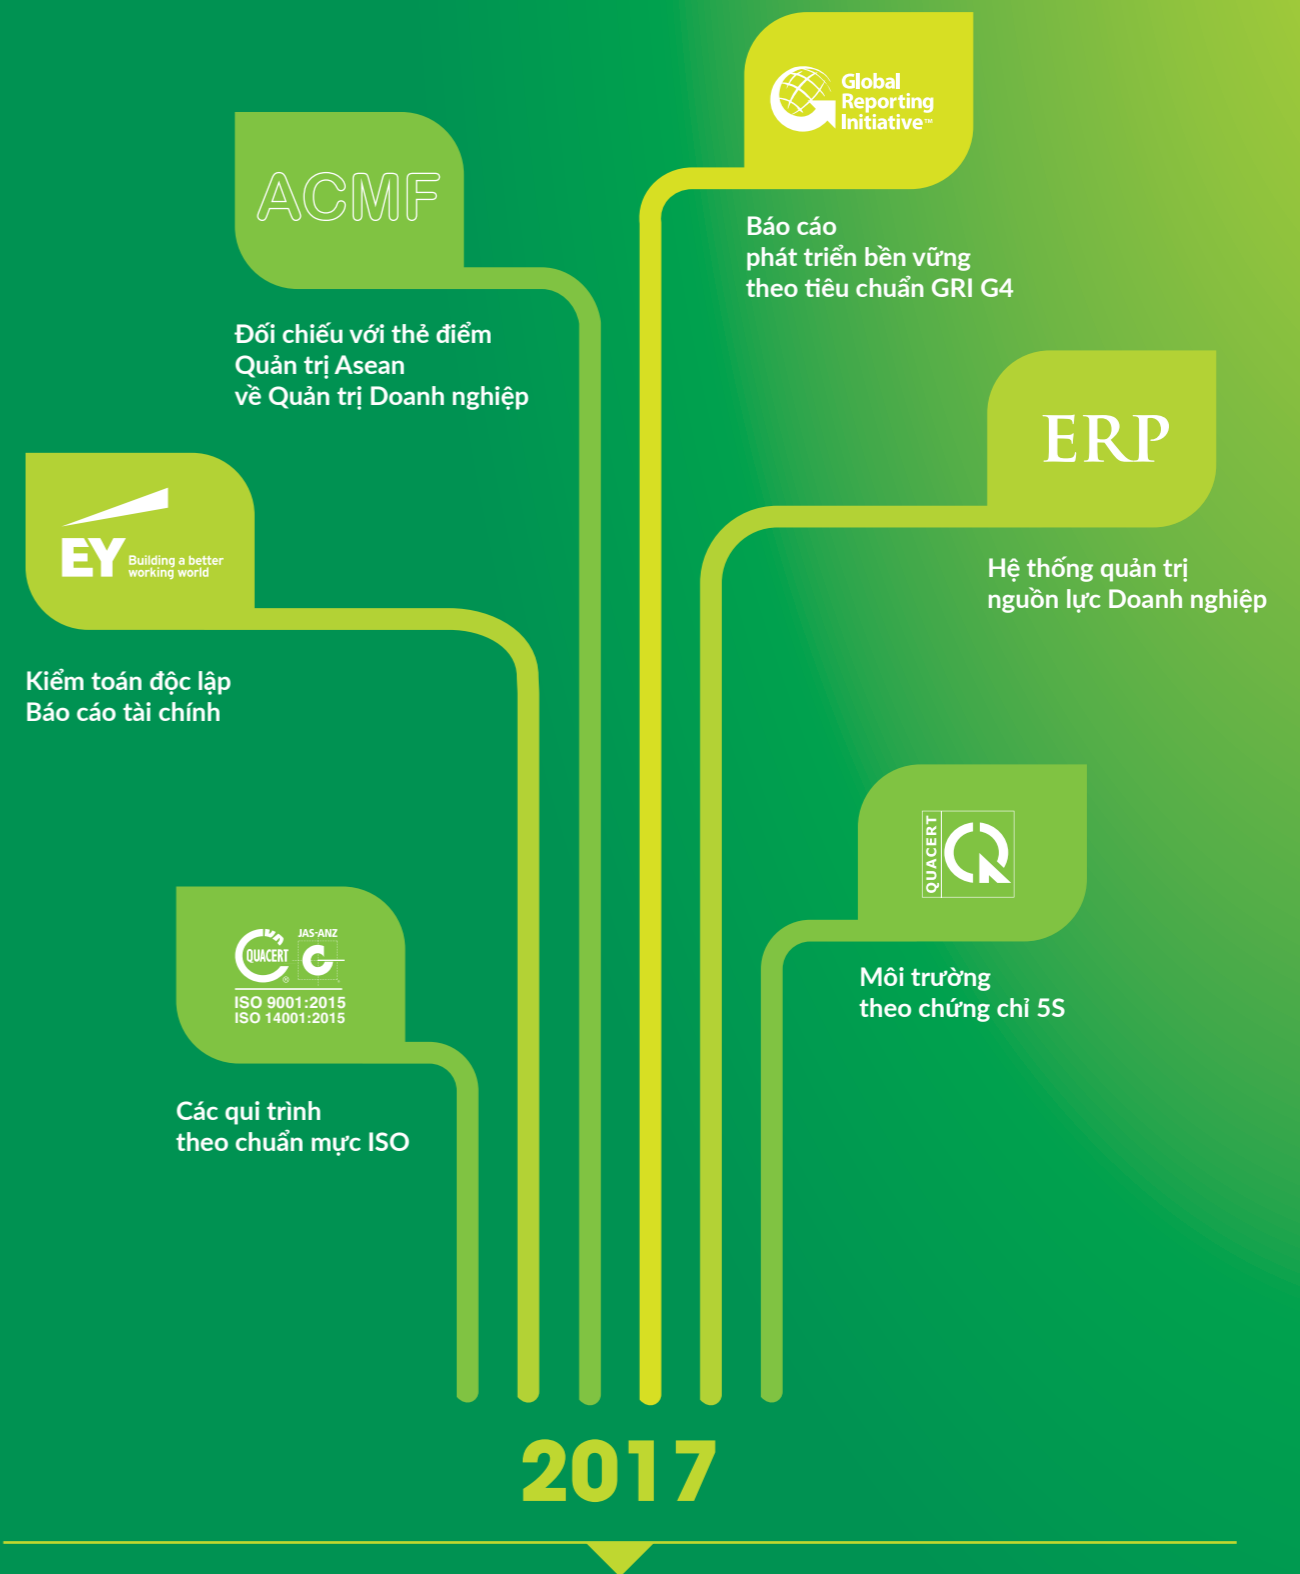 Global
Reporting
Initiative™
ACMF
Báo cáo
phát triển bền vững
theo tiêu chuẩn GRI G4
Đối chiếu với thẻ điểm
Quản trị Asean
về Quản trị Doanh nghiệp
ERP
EY Building a better
working world
Hệ thống quản trị
nguồn lực Doanh nghiệp
Kiểm toán độc lập
Báo cáo tài chính
QUACERT
QUACERT ®
JAS-ANZ
ISO 9001:2015
ISO 14001:2015
Môi trường
theo chứng chỉ 5S
Các qui trình
theo chuẩn mực ISO
2017